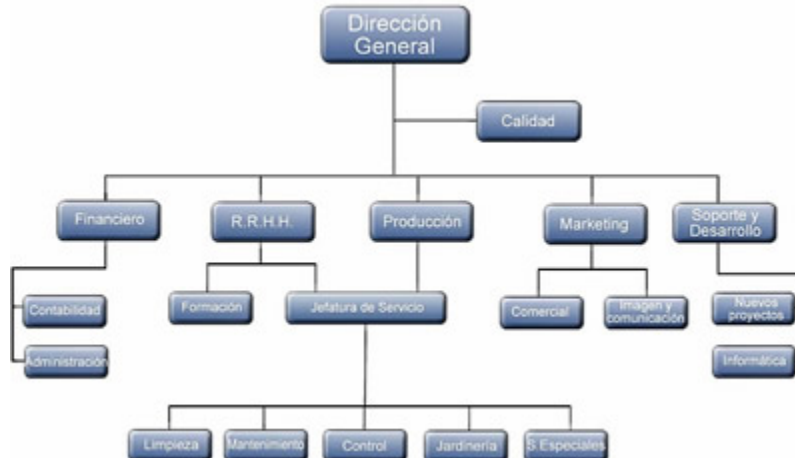 Dirección
General
Calidad
Financiero
R.R.H.H.
Producción
Marketing
Soporte y
Desarrollo
Contabilidad
Administración
Formación
Jefatura de Servicio
Comercial
Imagen y
comunicación
Nuevos
proyectos
Informática
Limpieza
Mantenimiento
Control
Jardinería
S.Especiales